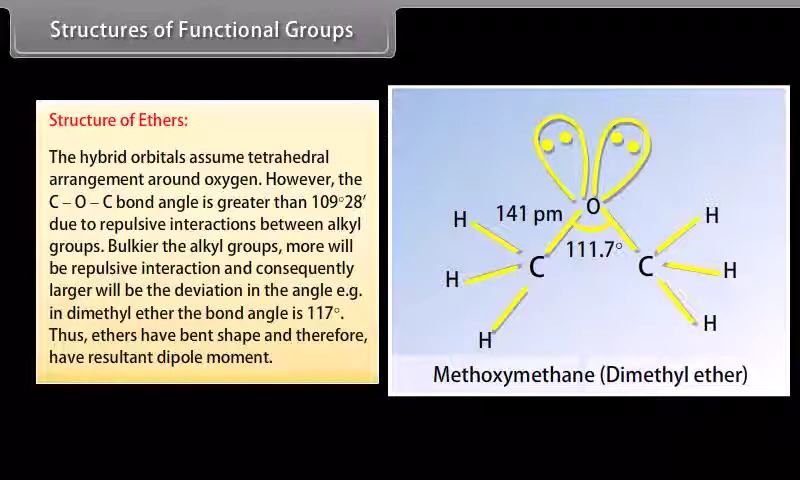 Structures of Functional Groups
Structure of Ethers:
The hybrid orbitals assume tetrahedral
arrangement around oxygen. However, the
C – O – C bond angle is greater than 109°28′
due to repulsive interactions between alkyl
groups. Bulkier the alkyl groups, more will
be repulsive interaction and consequently
larger will be the deviation in the angle e.g.
in dimethyl ether the bond angle is 117°.
Thus, ethers have bent shape and therefore,
have resultant dipole moment.
O
141 pm
111.7°
H
H
H
C
C
H
H
H
Methoxymethane (Dimethyl ether)